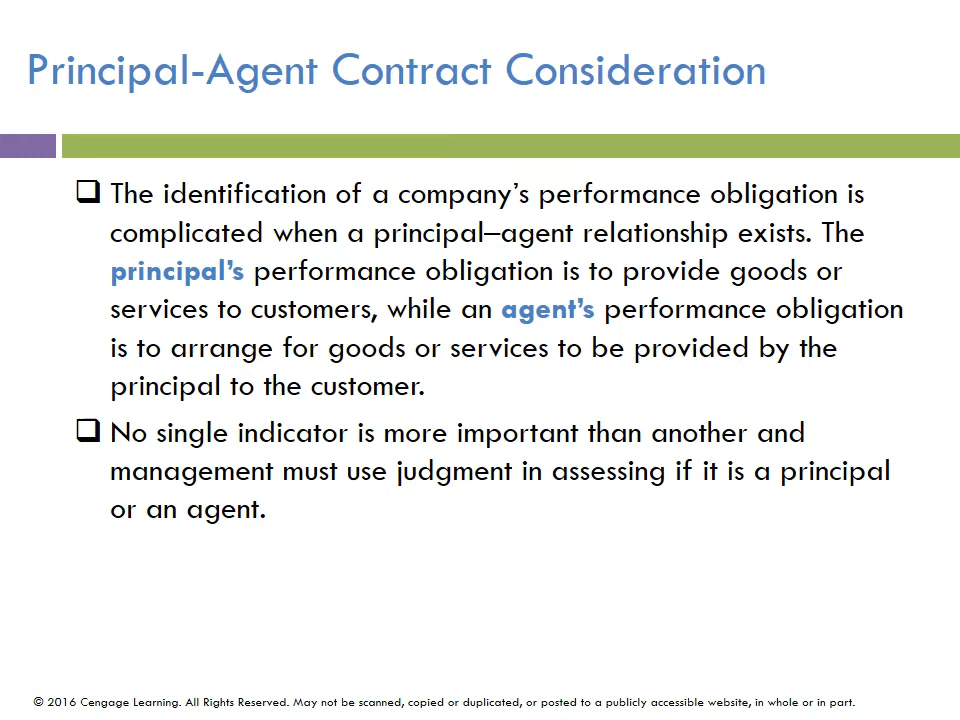 Principal-Agent Contract Consideration
❑ The identification of a company’s performance obligation is
complicated when a principal–agent relationship exists. The
principal’s performance obligation is to provide goods or
services to customers, while an agent’s performance obligation
is to arrange for goods or services to be provided by the
principal to the customer.
❑ No single indicator is more important than another and
management must use judgment in assessing if it is a principal
or an agent.
© 2016 Cengage Learning. All Rights Reserved. May not be scanned, copied or duplicated, or posted to a publicly accessible website, in whole or in part.